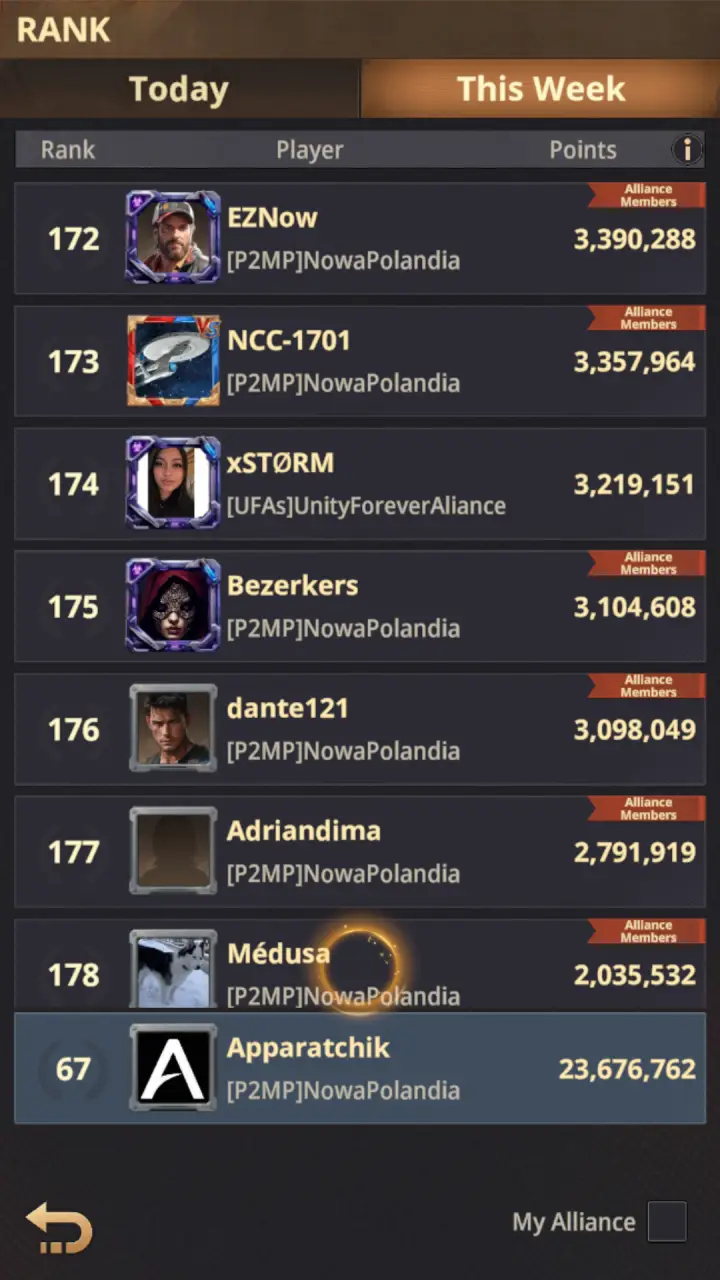 RANK
Today
This Week
Rank
Player
Points
i
Alliance
Members
172
EZNow
[P2MP]NowaPolandia
3,390,288
Alliance
Members
173
VS
NCC-1701
[P2MP]NowaPolandia
3,357,964
174
xSTØRM
[UFAs]UnityForeverAliance
3,219,151
Alliance
Members
175
Bezerkers
[P2MP]NowaPolandia
3,104,608
Alliance
Members
176
dante121
[P2MP]NowaPolandia
3,098,049
Alliance
Members
177
Adriandima
[P2MP]NowaPolandia
2,791,919
Alliance
Members
178
Médusa
[P2MP]NowaPolandia
2,035,532
67
Apparatchik
[P2MP]NowaPolandia
23,676,762
My Alliance